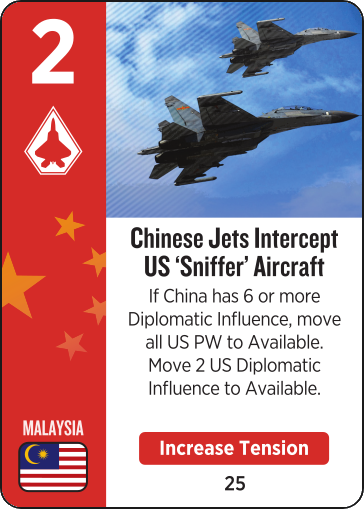 2
Chinese Jets Intercept
US ‘Sniffer’ Aircraft
If China has 6 or more
Diplomatic Influence, move
all US PW to Available.
Move 2 US Diplomatic
Influence to Available.
MALAYSIA
Increase Tension
25